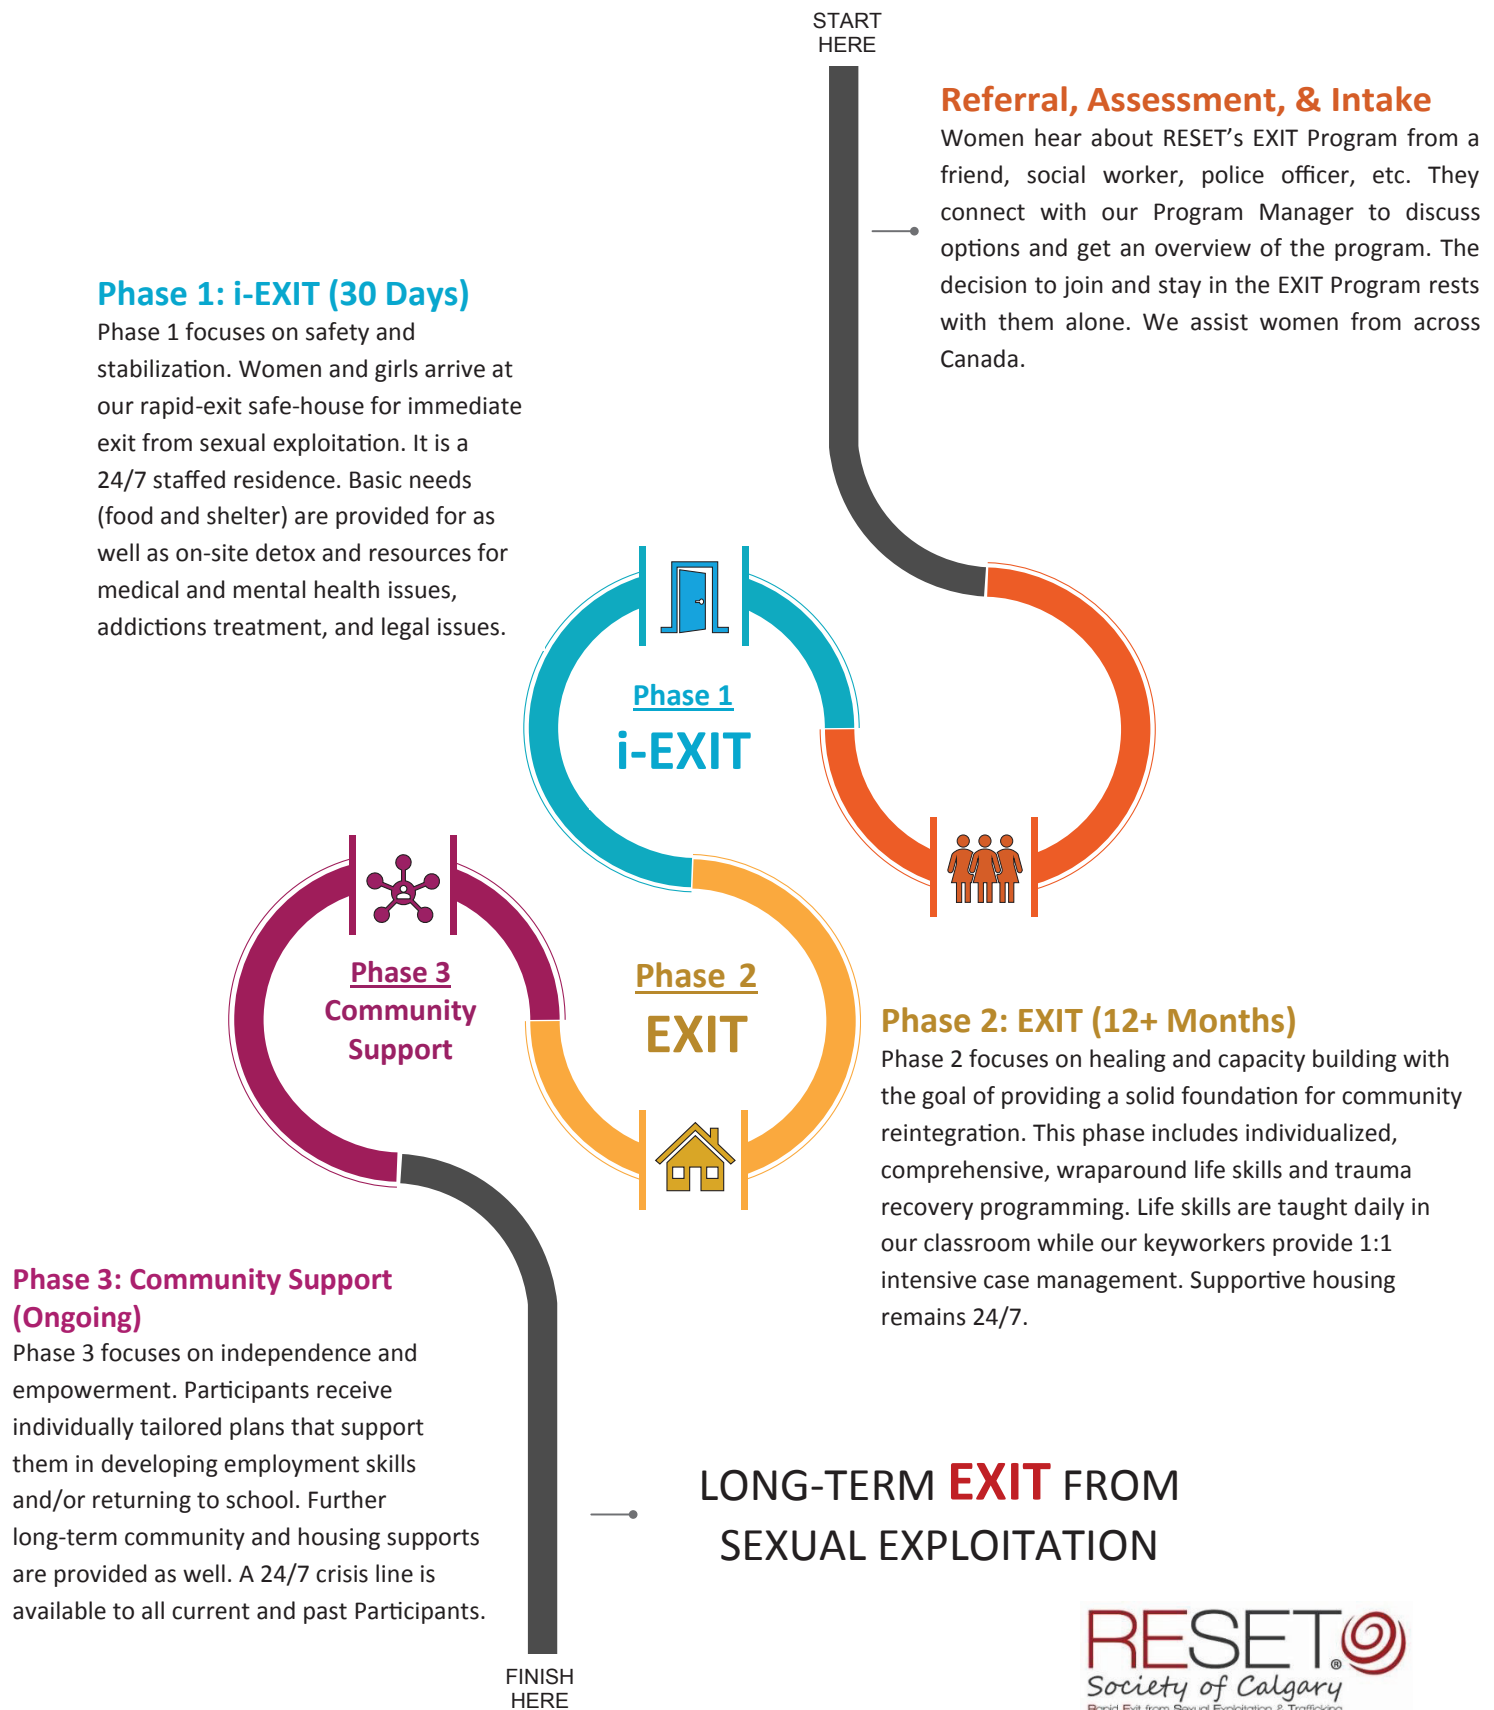 START
HERE
Referral, Assessment, & Intake
Women hear about RESET’s EXIT Program from a
friend, social worker, police officer, etc. They
connect with our Program Manager to discuss
options and get an overview of the program. The
decision to join and stay in the EXIT Program rests
with them alone. We assist women from across
Canada.
Phase 1: i-EXIT (30 Days)
Phase 1 focuses on safety and
stabilization. Women and girls arrive at
our rapid-exit safe-house for immediate
exit from sexual exploitation. It is a
24/7 staffed residence. Basic needs
(food and shelter) are provided for as
well as on-site detox and resources for
medical and mental health issues,
addictions treatment, and legal issues.
Phase 1
i-EXIT
Phase 2
EXIT
Phase 3
Community
Support
Phase 2: EXIT (12+ Months)
Phase 2 focuses on healing and capacity building with
the goal of providing a solid foundation for community
reintegration. This phase includes individualized,
comprehensive, wraparound life skills and trauma
recovery programming. Life skills are taught daily in
our classroom while our keyworkers provide 1:1
intensive case management. Supportive housing
remains 24/7.
Phase 3: Community Support
(Ongoing)
Phase 3 focuses on independence and
empowerment. Participants receive
individually tailored plans that support
them in developing employment skills
and/or returning to school. Further
long-term community and housing supports
are provided as well. A 24/7 crisis line is
available to all current and past Participants.
LONG-TERM EXIT FROM
SEXUAL EXPLOITATION
FINISH
HERE
RESET®
Society of Calgary
Rapid Exit from Sexual Exploitation & Trafficking